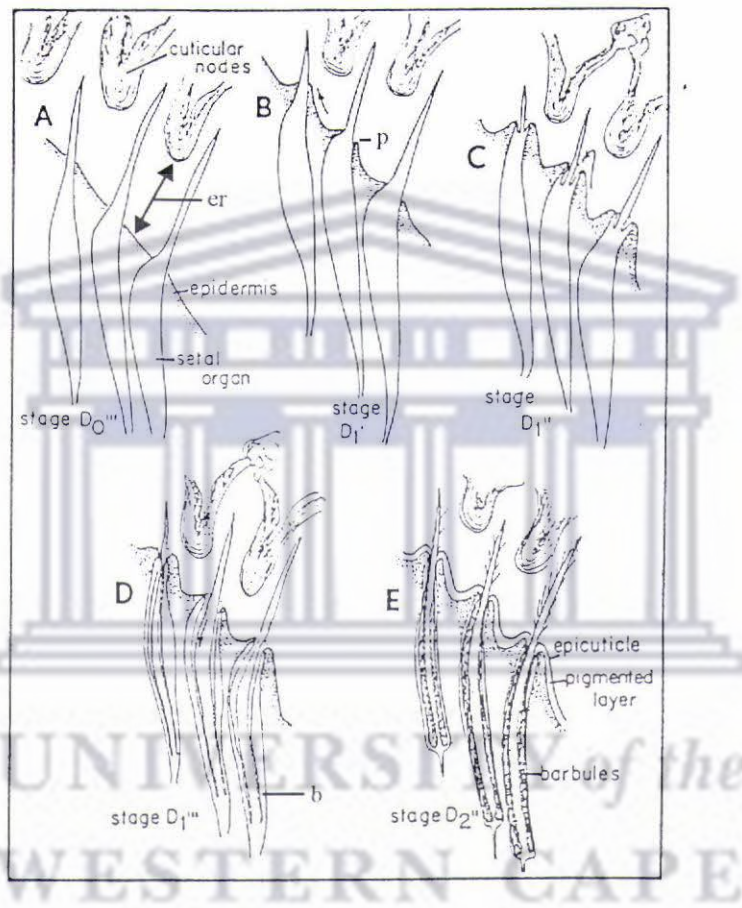 cuticular
nodes
A
B
C
p
er
epidermis
setal
organ
stage D₀'''
stage
D₁'
stage
D₁''
D
E
epicuticle
pigmented
layer
barbules
b
stage D₁'''
stage D₂''
UNIVERSITY of the
WESTERN CAPE